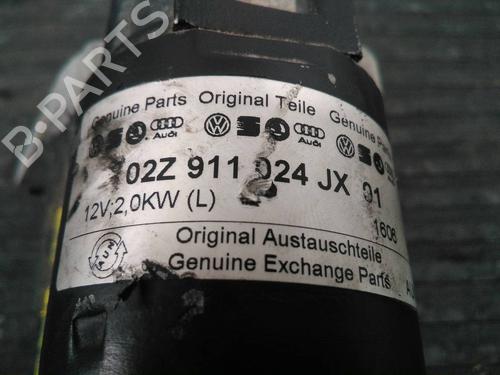 B-PARTS
Genuine Parts Original Teile Genuine
Audi Audi
02Z 911 024 JX 01
12V;2,0KW (L)
1606
AUN
Original Austauschteile
Genuine Exchange Parts